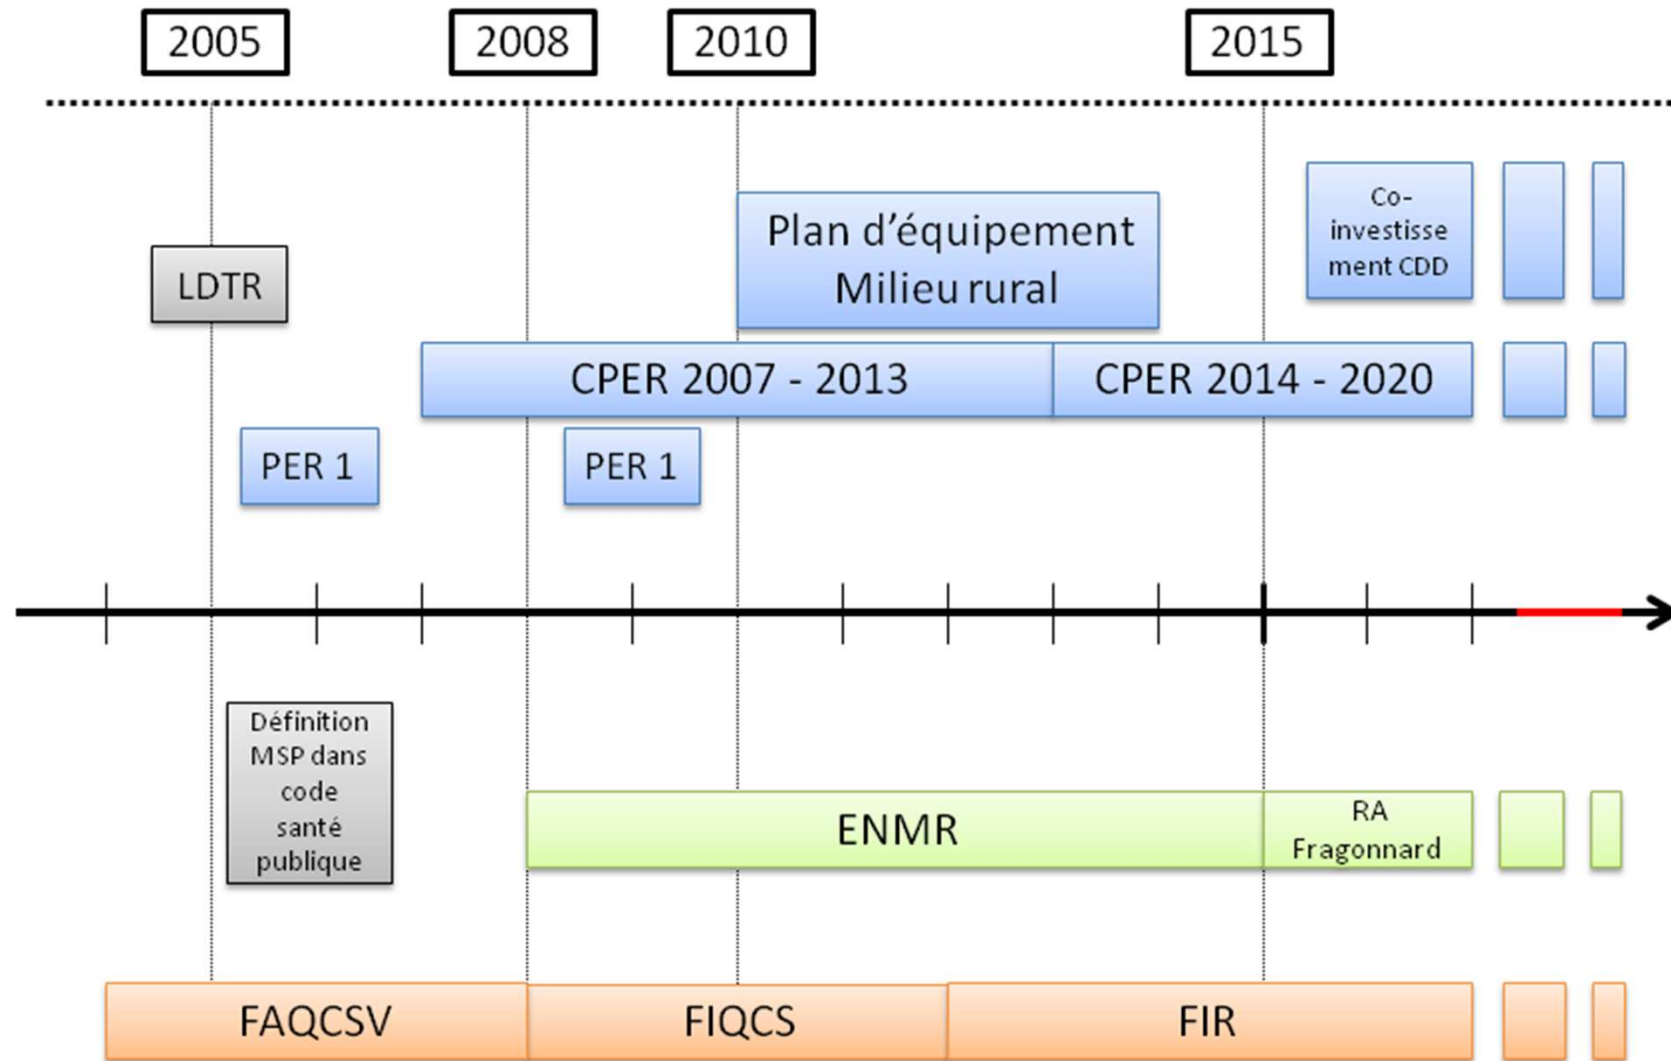 2005
2008
2010
2015
Plan d'équipement
Milieu rural
Co-
investisse
ment CDD
LDTR
CPER 2007 - 2013
CPER 2014 - 2020
PER 1
PER 1
Définition
MSP dans
code
santé
publique
ENMR
RA
Fragonnard
FAQCSV
FIQCS
FIR